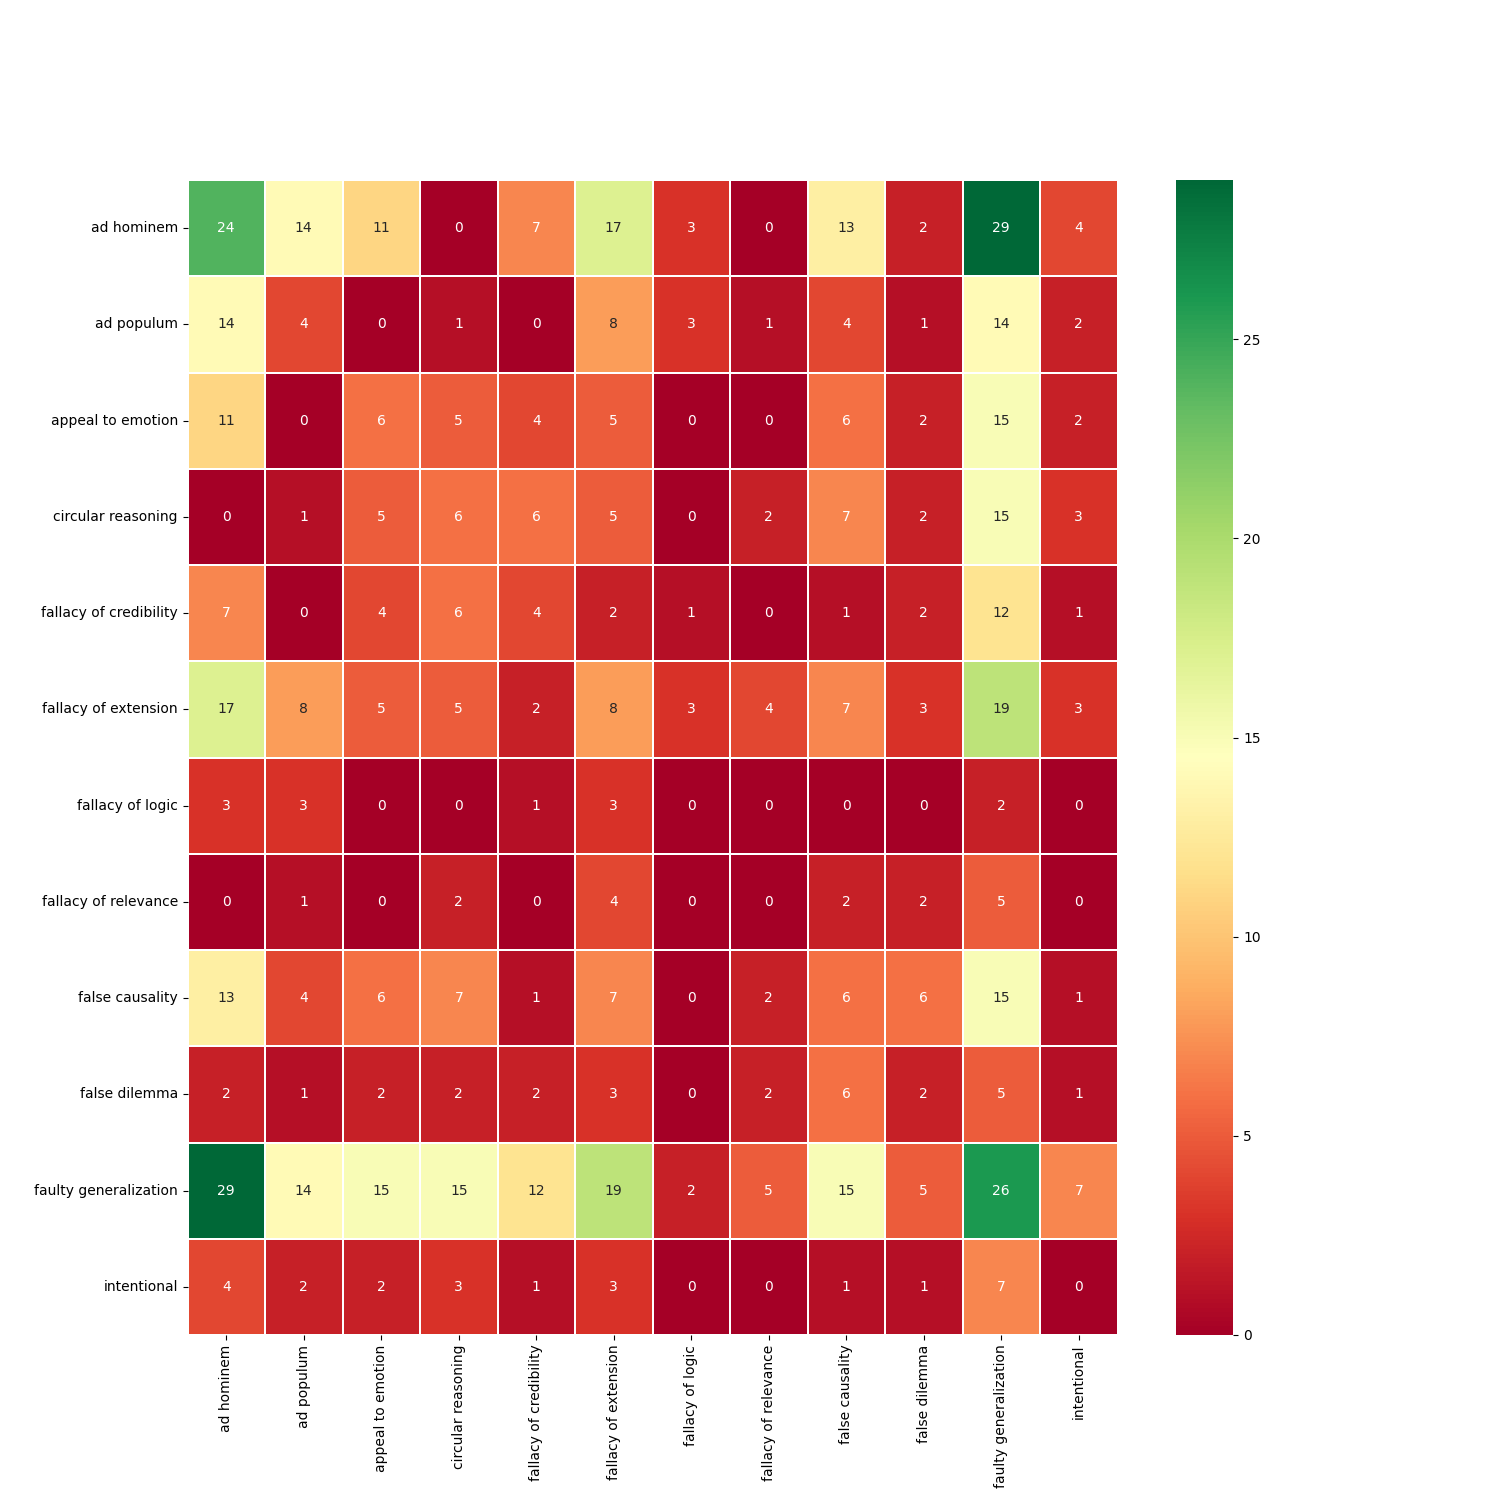 ad hominem 24 14 11 0 7 17 3 0 13 2 29 4
ad populum 14 4 0 1 0 8 3 1 4 1 14 2
appeal to emotion 11 0 6 5 4 5 0 0 6 2 15 2
circular reasoning 0 1 5 6 6 5 0 2 7 2 15 3
fallacy of credibility 7 0 4 6 4 2 1 0 1 2 12 1
fallacy of extension 17 8 5 5 2 8 3 4 7 3 19 3
fallacy of logic 3 3 0 0 1 3 0 0 0 0 2 0
fallacy of relevance 0 1 0 2 0 4 0 0 2 2 5 0
false causality 13 4 6 7 1 7 0 2 6 6 15 1
false dilemma 2 1 2 2 2 3 0 2 6 2 5 1
faulty generalization 29 14 15 15 12 19 2 5 15 5 26 7
intentional 4 2 2 3 1 3 0 0 1 1 7 0
ad hominem
ad populum
appeal to emotion
circular reasoning
fallacy of credibility
fallacy of extension
fallacy of logic
fallacy of relevance
false causality
false dilemma
faulty generalization
intentional
25
20
15
10
5
0